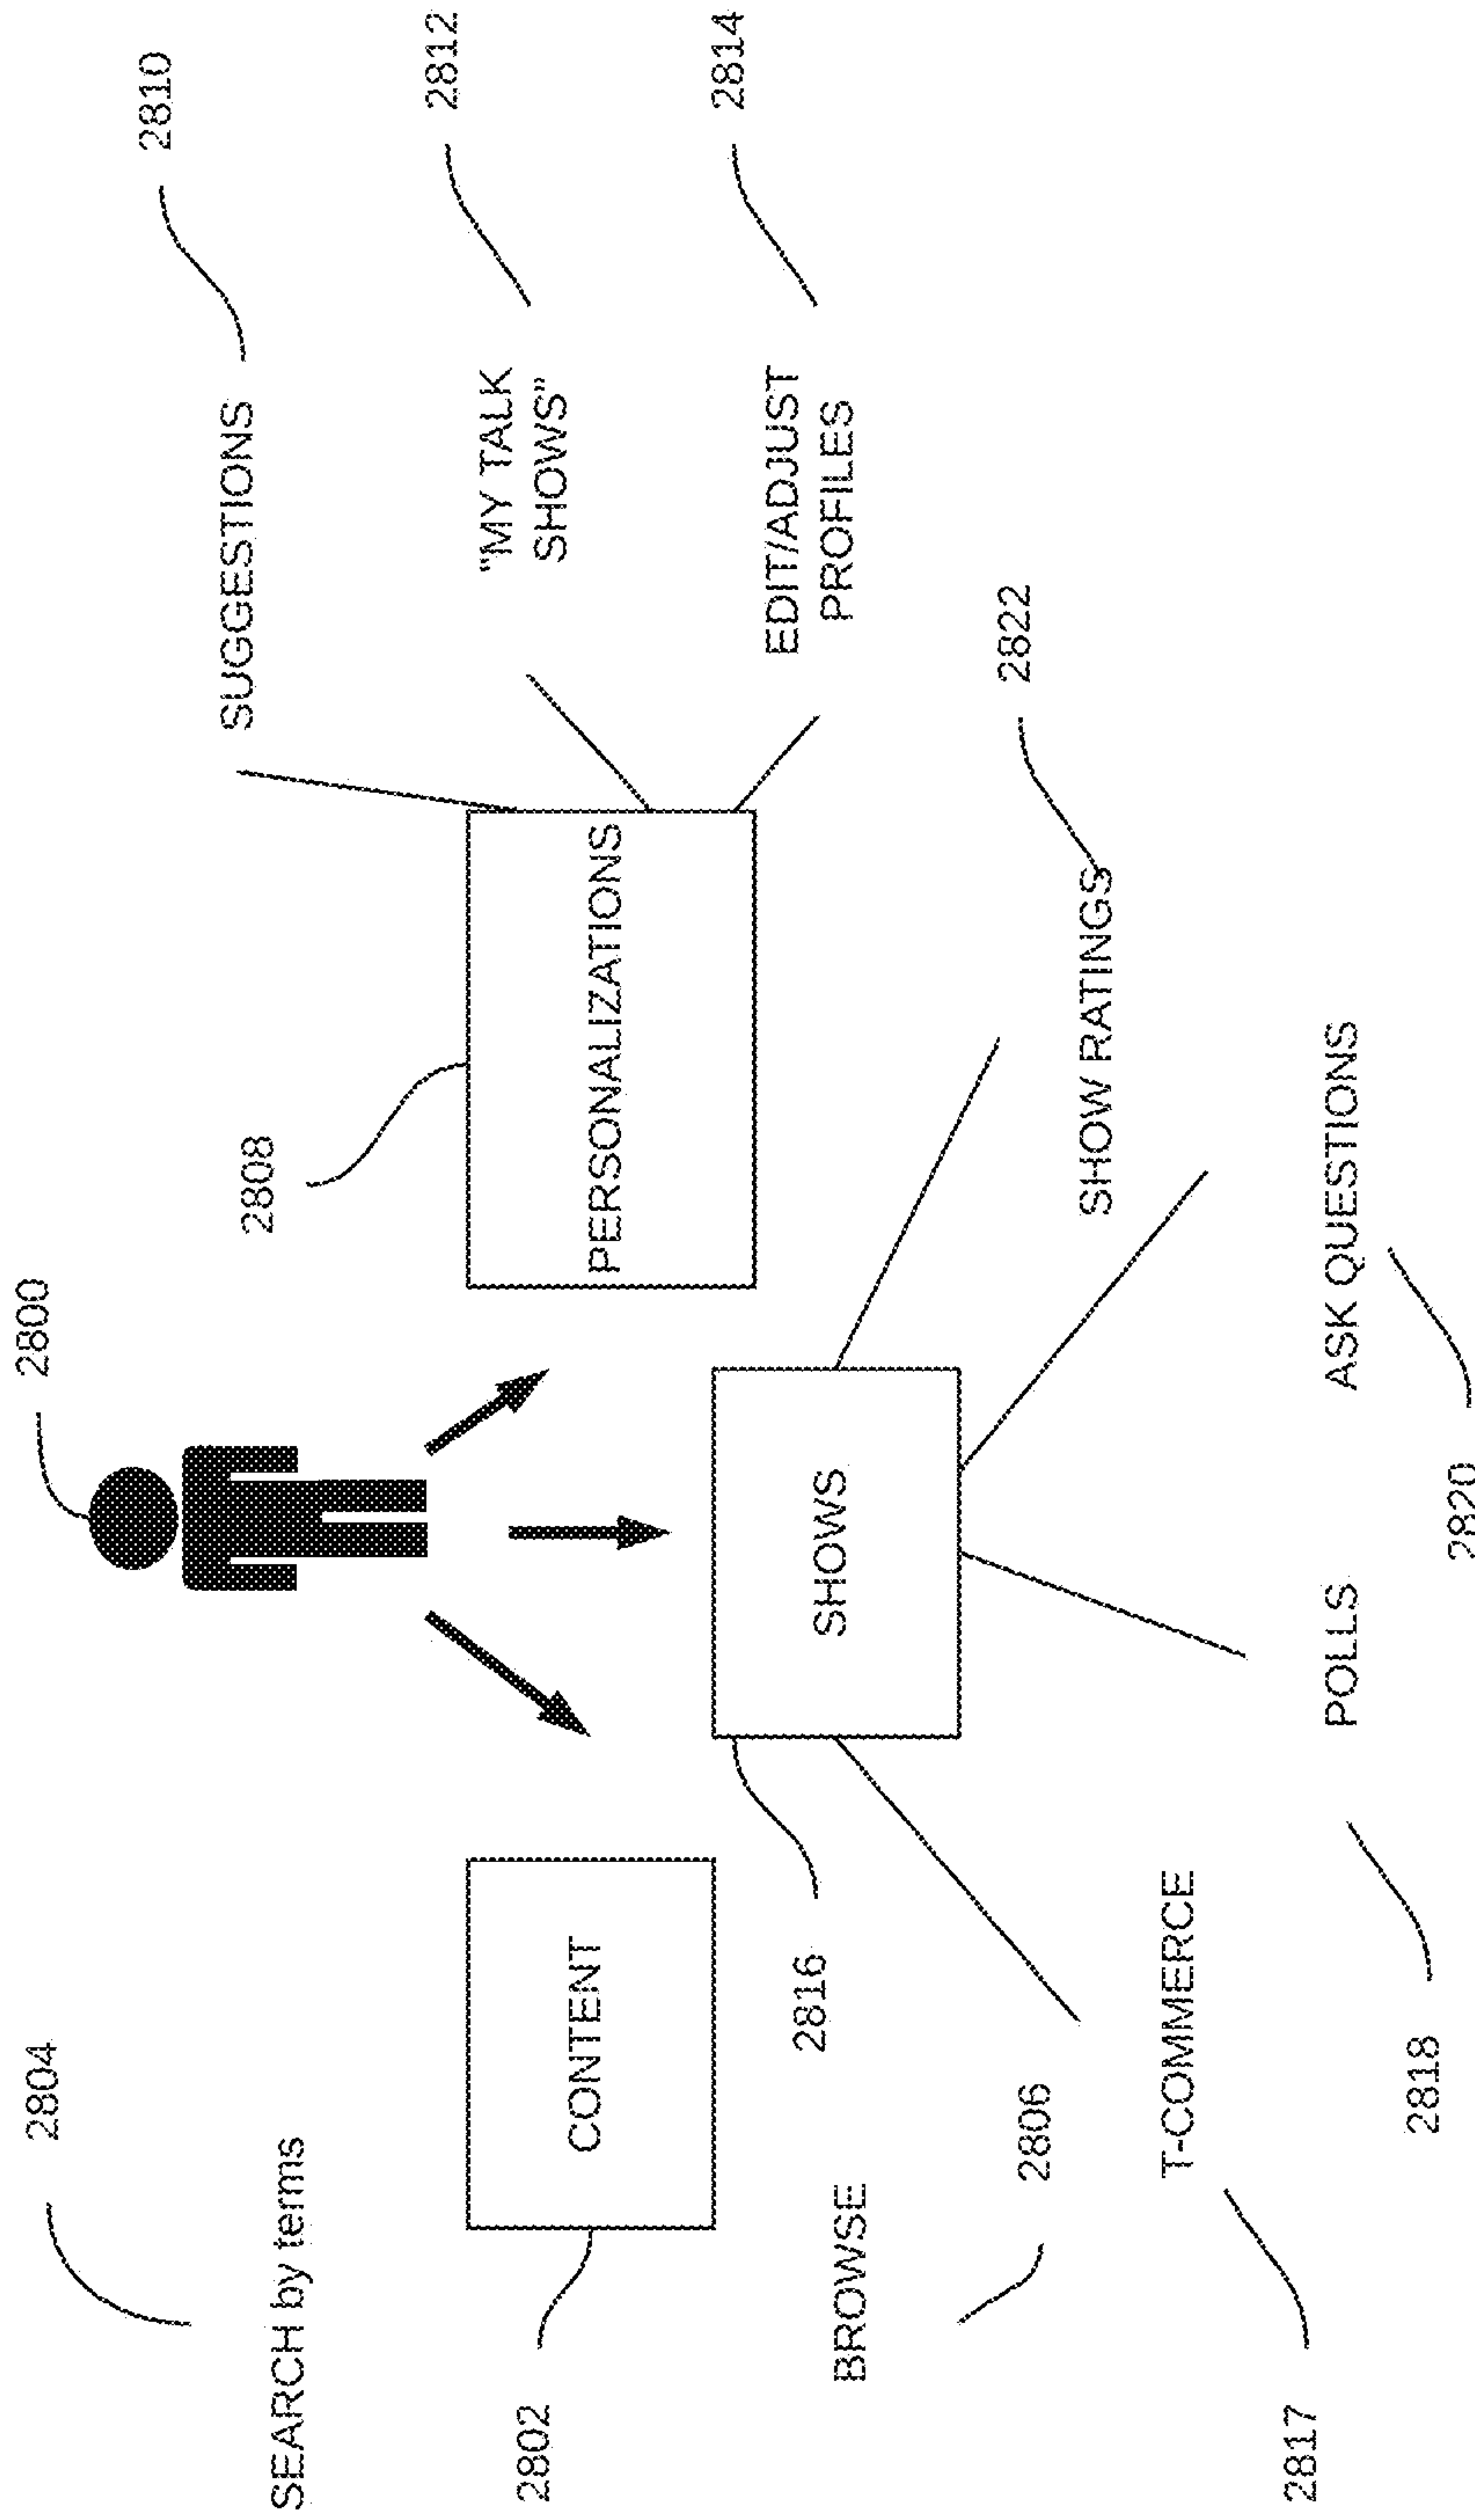 2800
2804
SEARCH by terms
2808
2810
SUGGESTIONS
2802
CONTENT
PERSONALIZATIONS
2812
"MY TALK
SHOWS"
2814
EDIT/ADJUST
PROFILES
2816
SHOWS
BROWSE
2806
2822
SHOW RATINGS
T-COMMERCE
2817
POLLS
2818
ASK QUESTIONS
2820